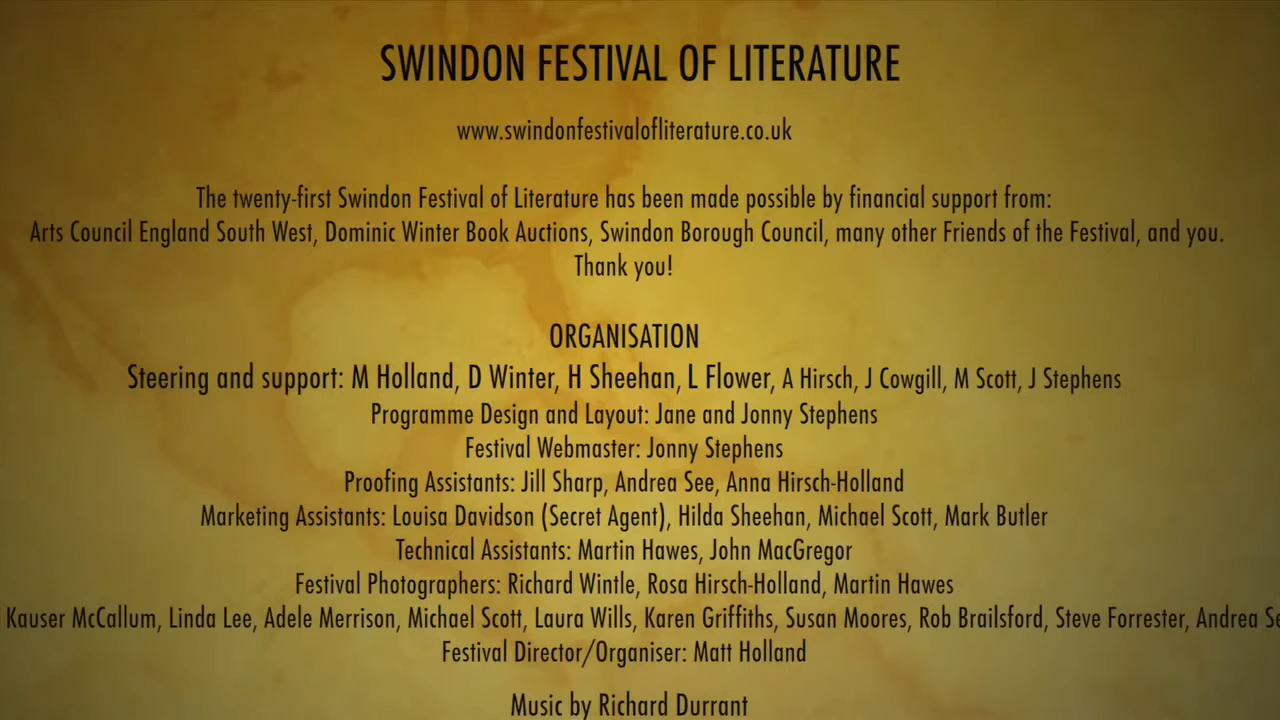 SWINDON FESTIVAL OF LITERATURE
www.swindonfestivalofliterature.co.uk
The twenty-first Swindon Festival of Literature has been made possible by financial support from:
Arts Council England South West, Dominic Winter Book Auctions, Swindon Borough Council, many other Friends of the Festival, and you.
Thank you!
ORGANISATION
Steering and support: M Holland, D Winter, H Sheehan, L Flower, A Hirsch, J Cowgill, M Scott, J Stephens
Programme Design and Layout: Jane and Jonny Stephens
Festival Webmaster: Jonny Stephens
Proofing Assistants: Jill Sharp, Andrea See, Anna Hirsch-Holland
Marketing Assistants: Louisa Davidson (Secret Agent), Hilda Sheehan, Michael Scott, Mark Butler
Technical Assistants: Martin Hawes, John MacGregor
Festival Photographers: Richard Wintle, Rosa Hirsch-Holland, Martin Hawes
Kauser McCallum, Linda Lee, Adele Merrison, Michael Scott, Laura Wills, Karen Griffiths, Susan Moores, Rob Brailsford, Steve Forrester, Andrea
Festival Director/Organiser: Matt Holland
Music by Richard Durrant